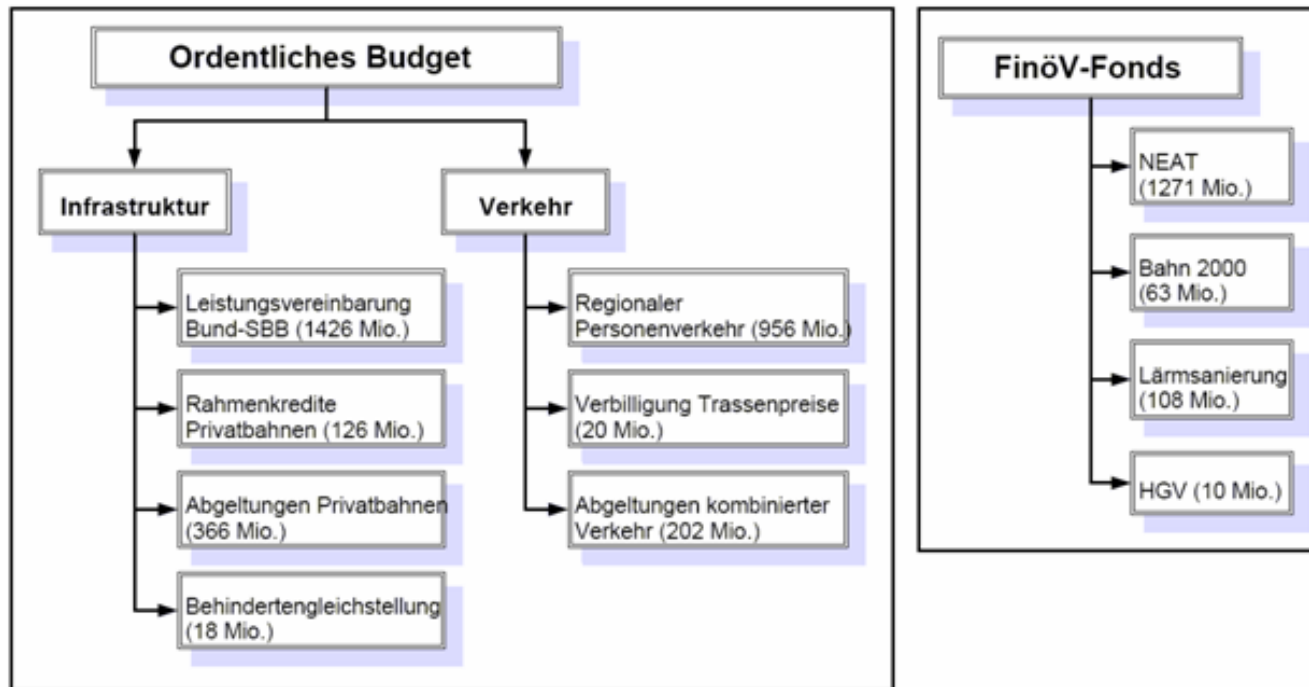 Ordentliches Budget
Infrastruktur
Leistungsvereinbarung
Bund-SBB (1426 Mio.)
Rahmenkredite
Privatbahnen (126 Mio.)
Abgeltungen Privatbahnen
(366 Mio.)
Behindertengleichstellung
(18 Mio.)
Verkehr
Regionaler
Personenverkehr (956 Mio.)
Verbilligung Trassenpreise
(20 Mio.)
Abgeltungen kombinierter
Verkehr (202 Mio.)
FinöV-Fonds
NEAT
(1271 Mio.)
Bahn 2000
(63 Mio.)
Lärmsanierung
(108 Mio.)
HGV (10 Mio.)